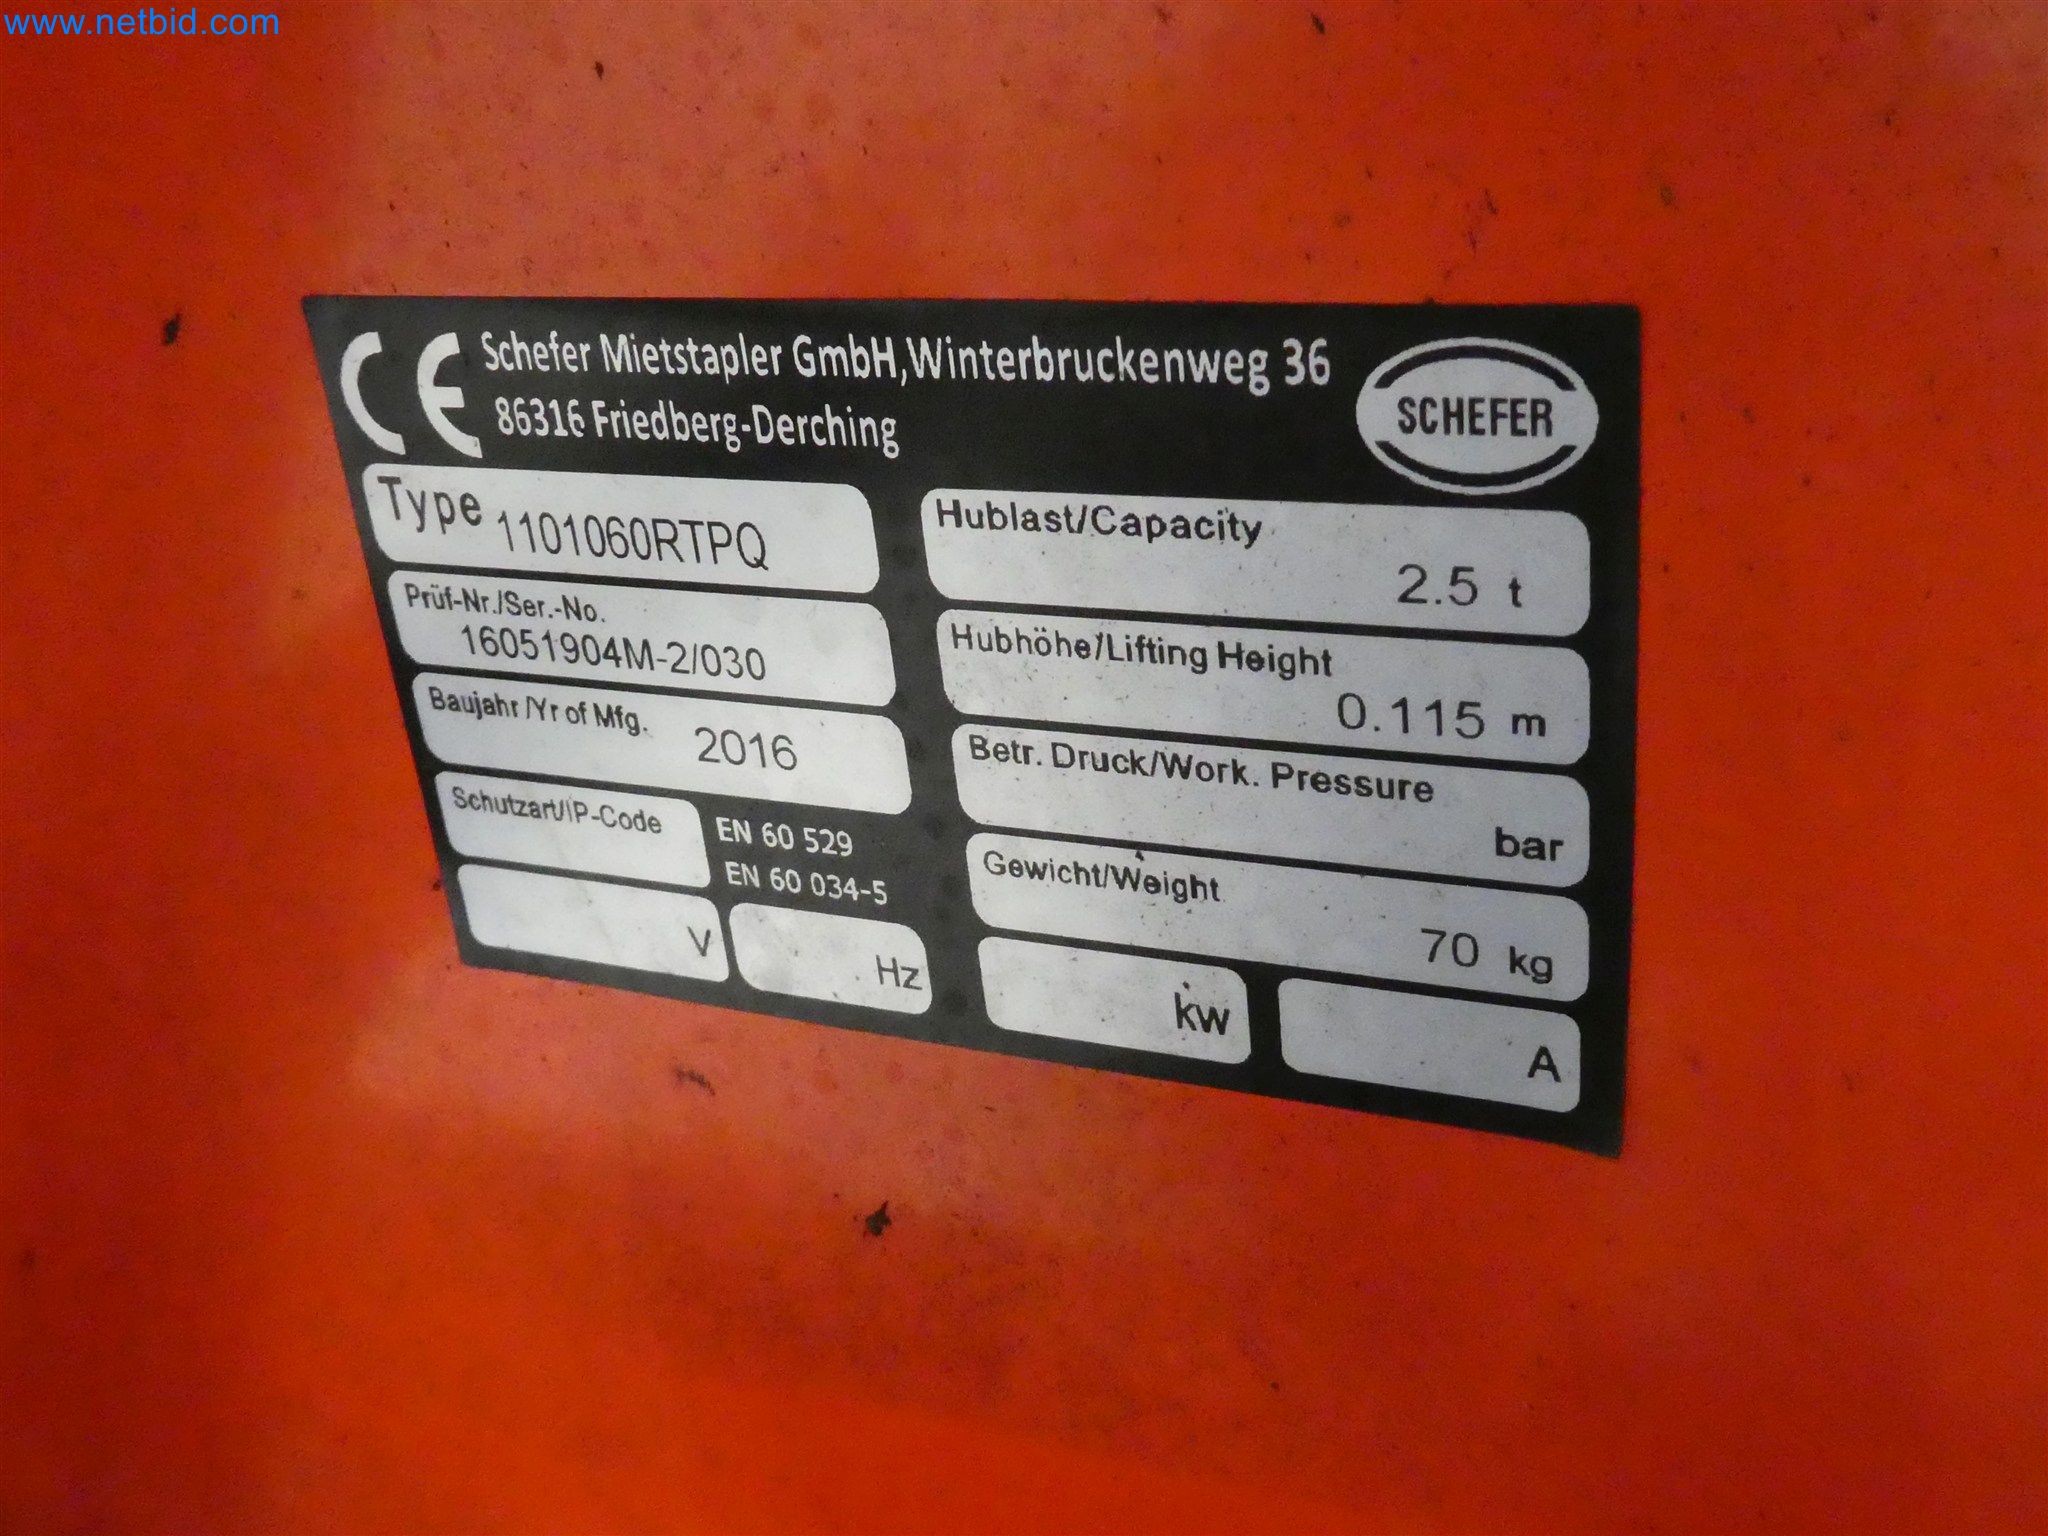 www.netbid.com
CE Schefer Mietstapler GmbH, Winterbruckenweg 36
86316 Friedberg-Derching
SCHEFER
Type 1101060RTPQ
Prüf-Nr./Ser.-No.
16051904M-2/030
Baujahr/Yr of Mfg. 2016
Schutzart/IP-Code
EN 60 529
EN 60 034-5
V
Hz
Hublast/Capacity
2.5 t
Hubhöhe/Lifting Height
0.115 m
Betr. Druck/Work. Pressure
bar
Gewicht/Weight
70 kg
kw
A